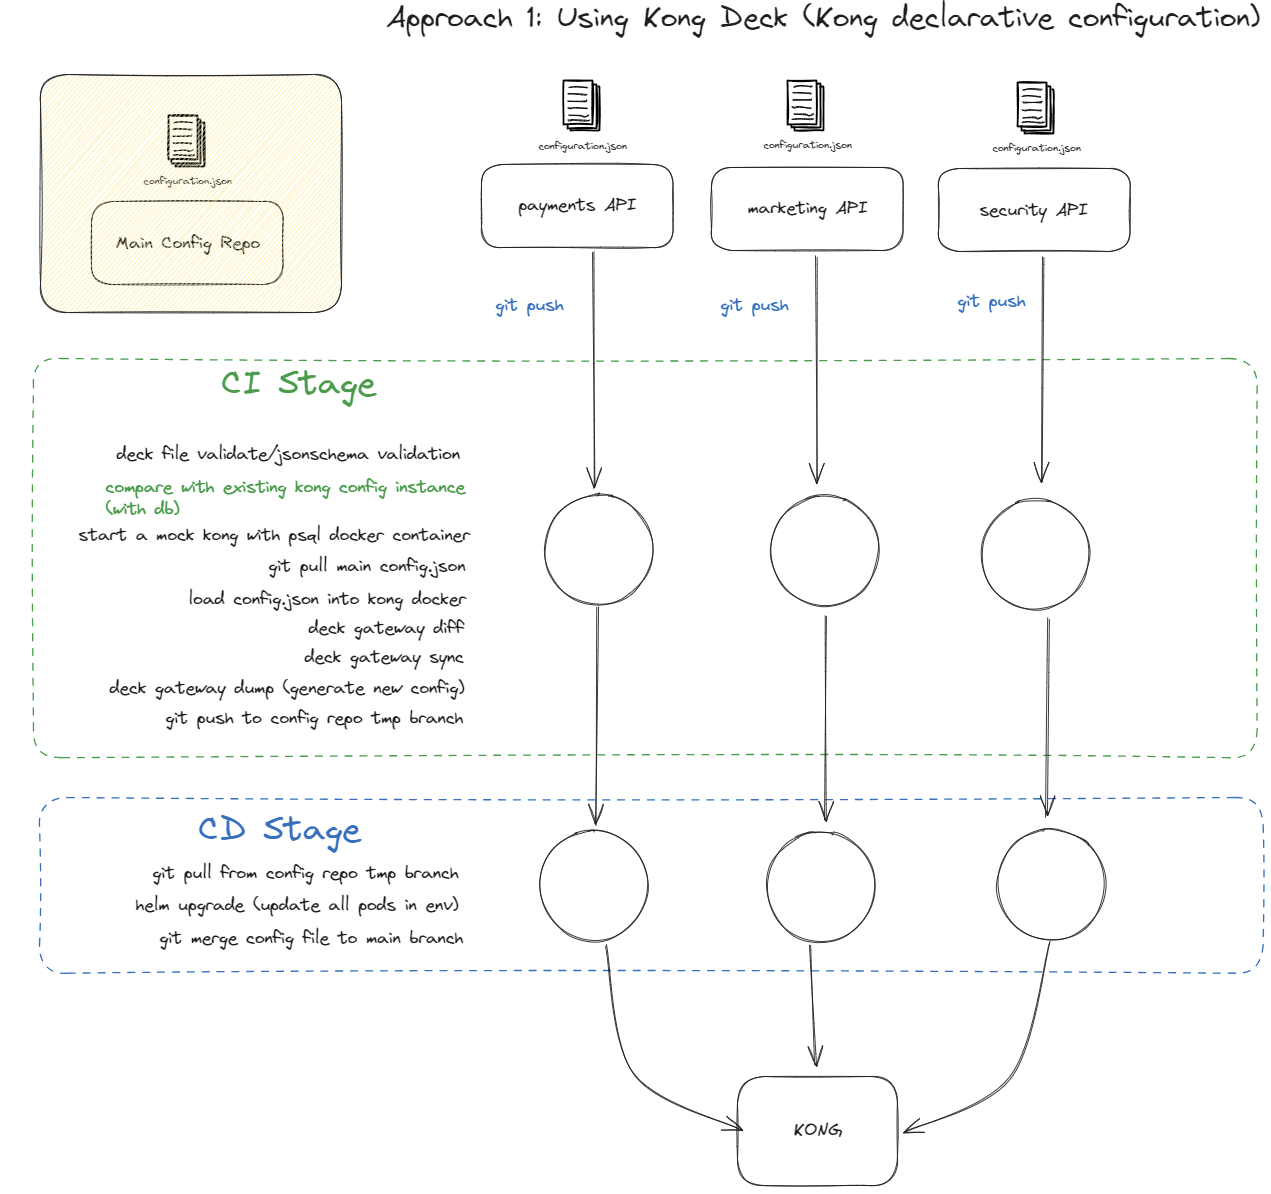 Approach 1: Using Kong Deck (Kong declarative configuration)
configuration.json
Main Config Repo
configuration.json
payments API
configuration.json
marketing API
configuration.json
security API
git push
git push
git push
CI Stage
deck file validate/jsonschema validation
compare with existing kong config instance
(with db)
start a mock kong with psql docker container
git pull main config.json
load config.json into kong docker
deck gateway diff
deck gateway sync
deck gateway dump (generate new config)
git push to config repo tmp branch
CD Stage
git pull from config repo tmp branch
helm upgrade (update all pods in env)
git merge config file to main branch
KONG